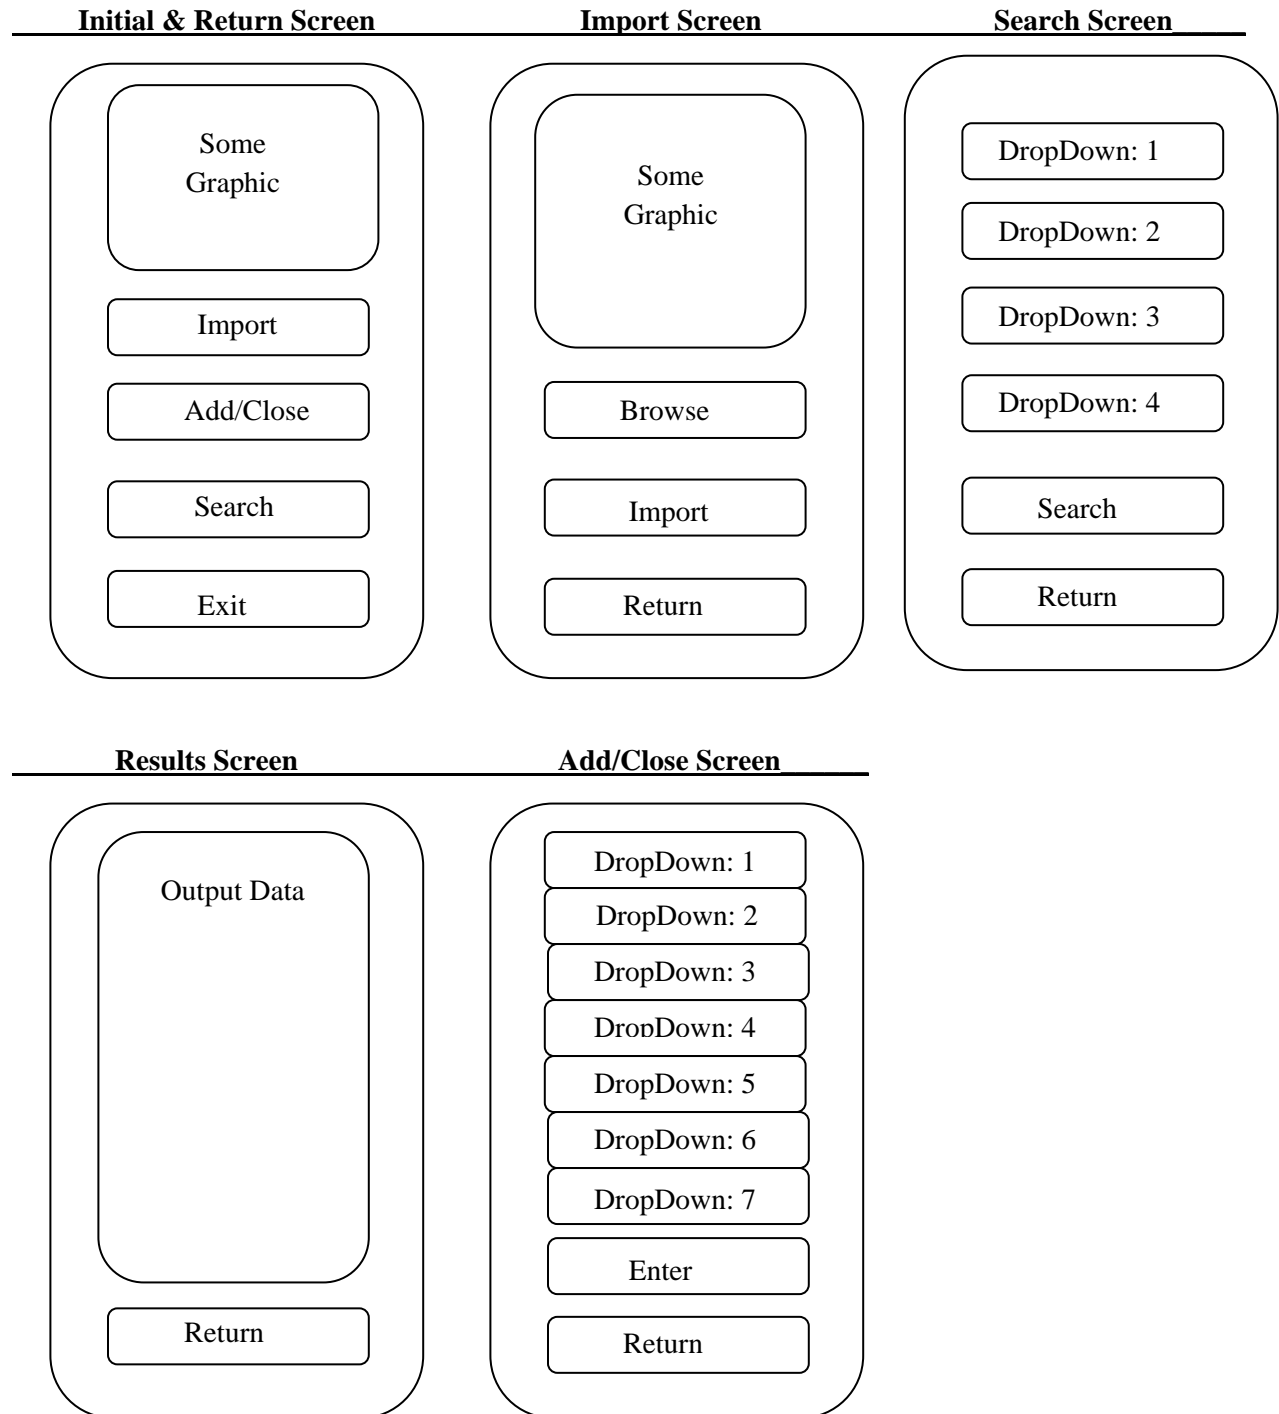 Initial & Return Screen
Import Screen
Search Screen
Some
Graphic
Import
Add/Close
Search
Exit
Some
Graphic
Browse
Import
Return
DropDown: 1
DropDown: 2
DropDown: 3
DropDown: 4
Search
Return
Results Screen
Add/Close Screen
Output Data
Return
DropDown: 1
DropDown: 2
DropDown: 3
DropDown: 4
DropDown: 5
DropDown: 6
DropDown: 7
Enter
Return